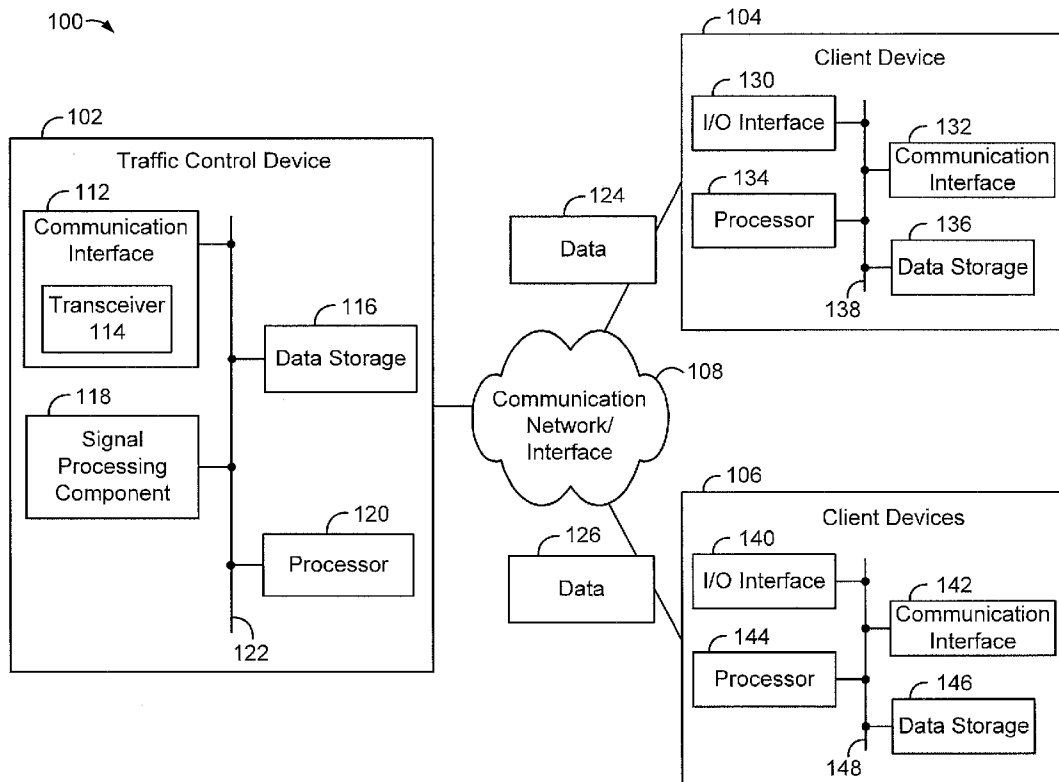 100
102
Traffic Control Device
112
Communication
Interface
Transceiver
114
116
Data Storage
118
Signal
Processing
Component
120
Processor
122
124
Data
Communication
Network/
Interface
108
126
Data
104
Client Device
130
I/O Interface
132
Communication
Interface
134
Processor
136
Data Storage
138
106
Client Devices
140
I/O Interface
142
Communication
Interface
144
Processor
146
Data Storage
148